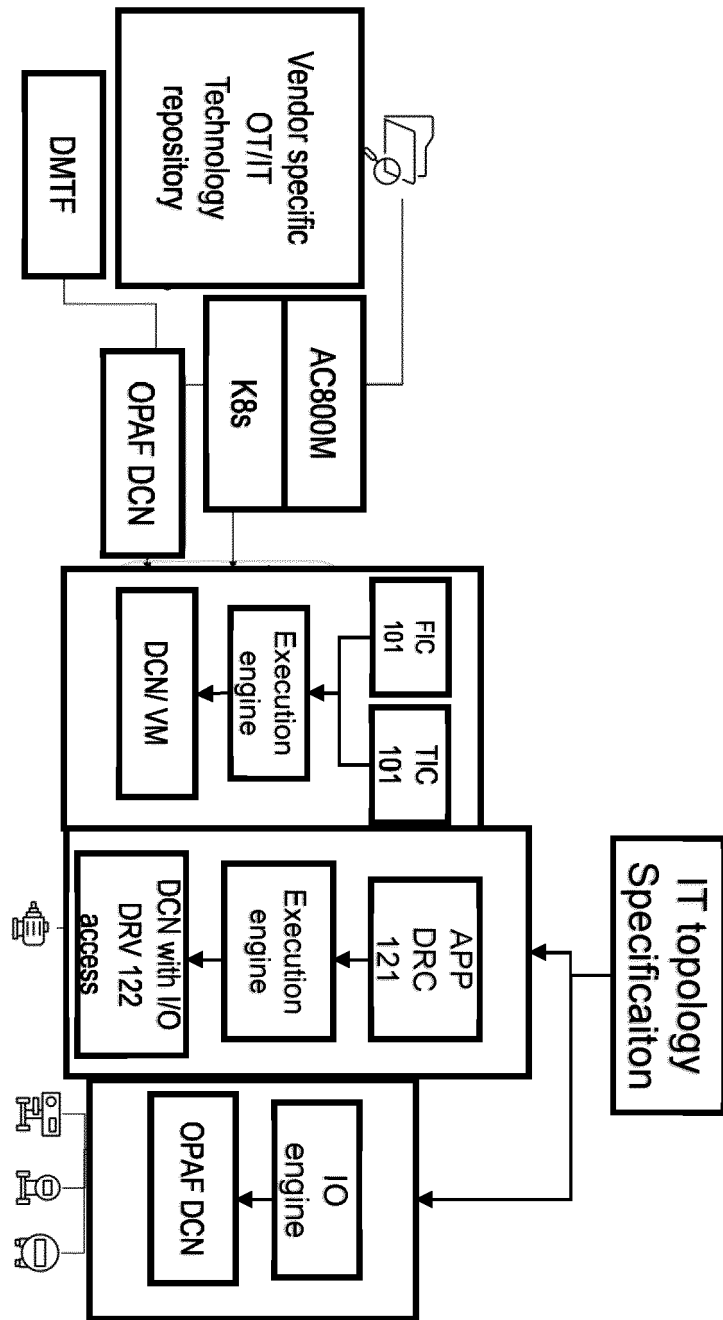 IT topology
Specificaiton
Vendor specific
OT/IT
Technology
repository
DMTF
AC800M
K8s
OPAF DCN
FIC
101
TIC
101
Execution
engine
DCN/ VM
APP
DRC
121
Execution
engine
DCN with I/O
DRV 122
access
IO
engine
OPAF DCN